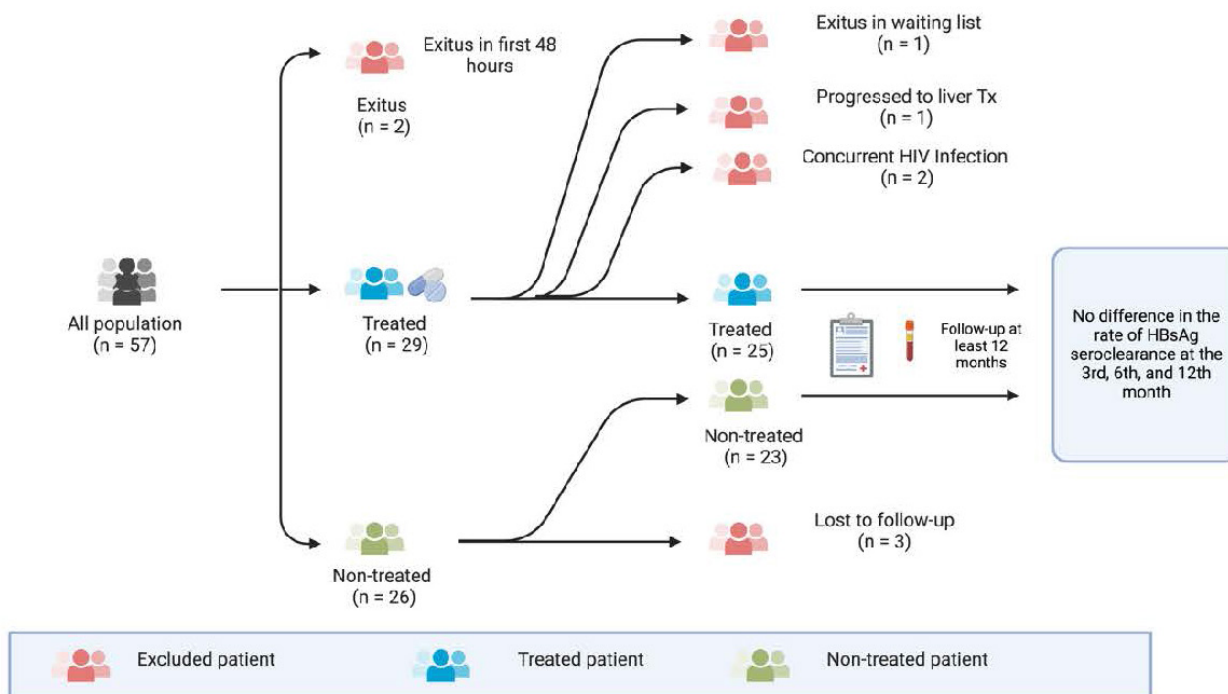 Exitus in first 48
hours
Exitus
(n = 2)
Exitus in waiting list
(n = 1)
Progressed to liver Tx
(n = 1)
Concurrent HIV Infection
(n = 2)
All population
(n = 57)
Treated
(n = 29)
Treated
(n = 25)
Follow-up at
least 12
months
No difference in the
rate of HBsAg
seroclearance at the
3rd, 6th, and 12th
month
Non-treated
(n = 23)
Non-treated
(n = 26)
Lost to follow-up
(n = 3)
Excluded patient
Treated patient
Non-treated patient